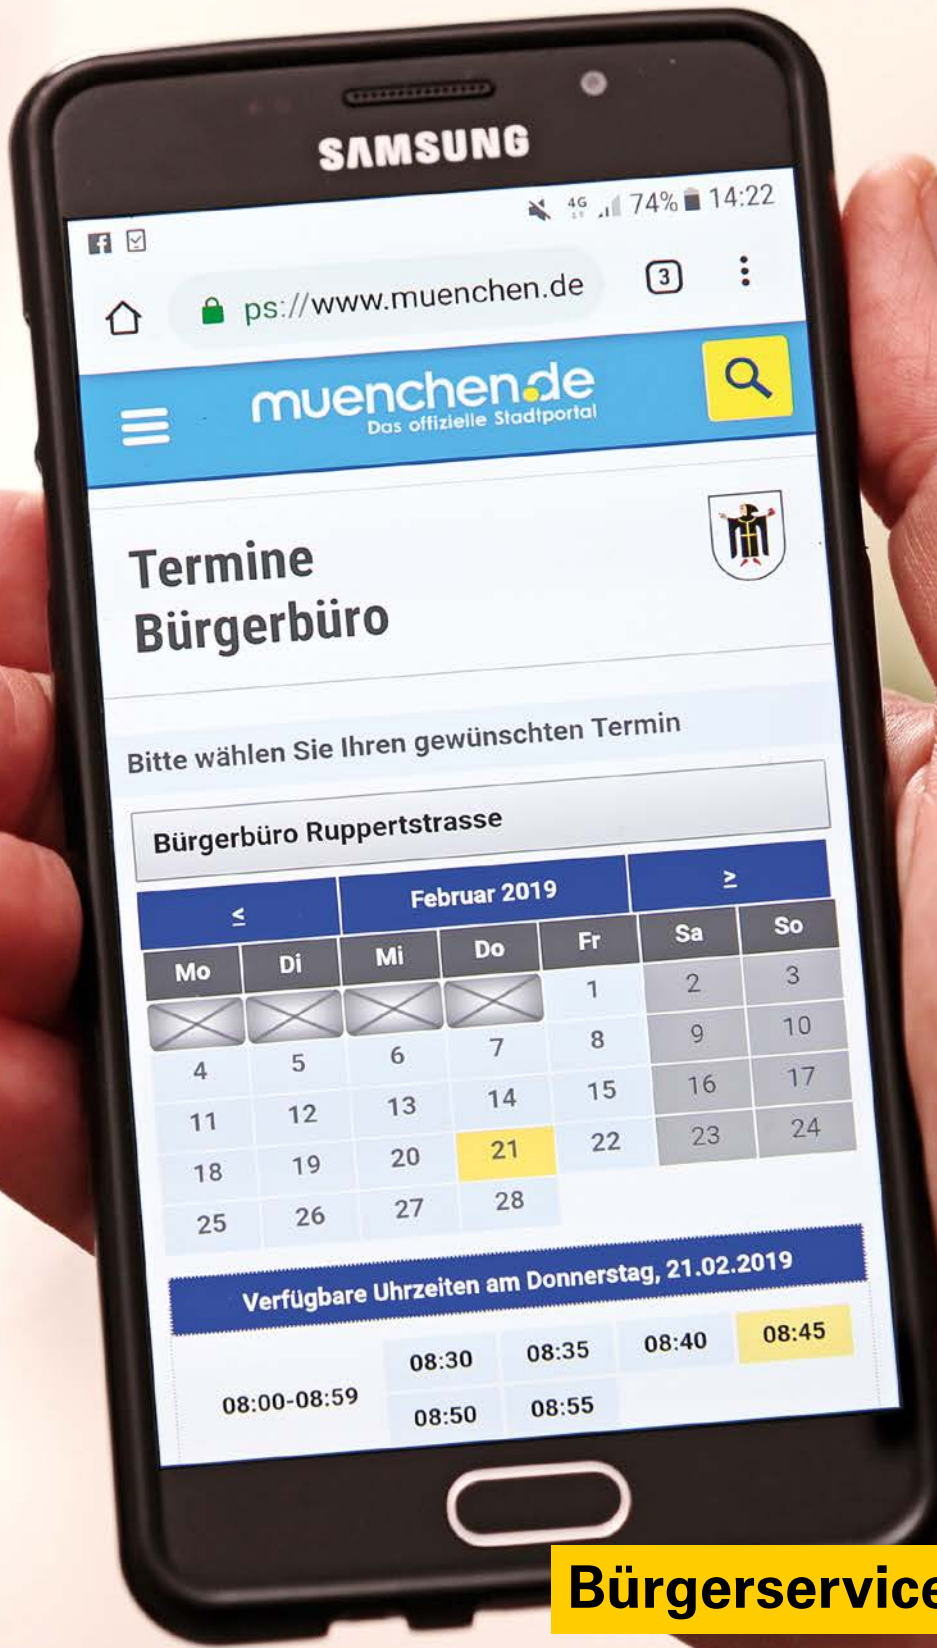 SAMSUNG
4G 74% 14:22
ps://www.muenchen.de 3
muenchen.de
Das offizielle Stadtportal
Termine
Bürgerbüro
Bitte wählen Sie Ihren gewünschten Termin
Bürgerbüro Ruppertstrasse
≤ Februar 2019 ≥
Mo Di Mi Do Fr Sa So
1 2 3
4 5 6 7 8 9 10
11 12 13 14 15 16 17
18 19 20 21 22 23 24
25 26 27 28
Verfügbare Uhrzeiten am Donnerstag, 21.02.2019
08:00-08:59 08:30 08:35 08:40 08:45
08:50 08:55
Bürgerservice